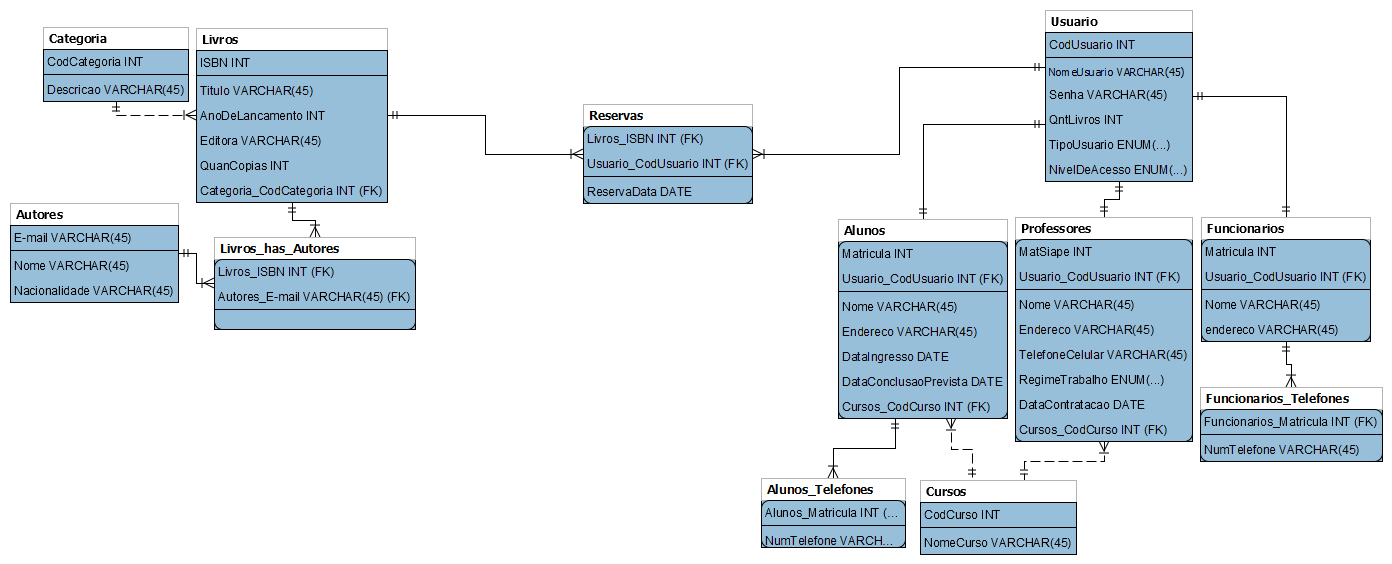 Categoria
CodCategoria INT
Descricao VARCHAR(45)
Livros
ISBN INT
Titulo VARCHAR(45)
AnoDeLancamento INT
Editora VARCHAR(45)
QuanCopias INT
Categoria_CodCategoria INT (FK)
Autores
E-mail VARCHAR(45)
Nome VARCHAR(45)
Nacionalidade VARCHAR(45)
Livros_has_Autores
Livros_ISBN INT (FK)
Autores_E-mail VARCHAR(45) (FK)
Reservas
Livros_ISBN INT (FK)
Usuario_CodUsuario INT (FK)
ReservaData DATE
Usuario
CodUsuario INT
NomeUsuario VARCHAR(45)
Senha VARCHAR(45)
QntLivros INT
TipoUsuario ENUM(...)
NivelDeAcesso ENUM(...)
Alunos
Matricula INT
Usuario_CodUsuario INT (FK)
Nome VARCHAR(45)
Endereco VARCHAR(45)
DataIngresso DATE
DataConclusaoPrevista DATE
Cursos_CodCurso INT (FK)
Professores
MatSiape INT
Usuario_CodUsuario INT (FK)
Nome VARCHAR(45)
Endereco VARCHAR(45)
TelefoneCelular VARCHAR(45)
RegimeTrabalho ENUM(...)
DataContratacao DATE
Cursos_CodCurso INT (FK)
Funcionarios
Matricula INT
Usuario_CodUsuario INT (FK)
Nome VARCHAR(45)
endereco VARCHAR(45)
Funcionarios_Telefones
Funcionarios_Matricula INT (FK)
NumTelefone VARCHAR(45)
Alunos_Telefones
Alunos_Matricula INT (...
NumTelefone VARCH...
Cursos
CodCurso INT
NomeCurso VARCHAR(45)